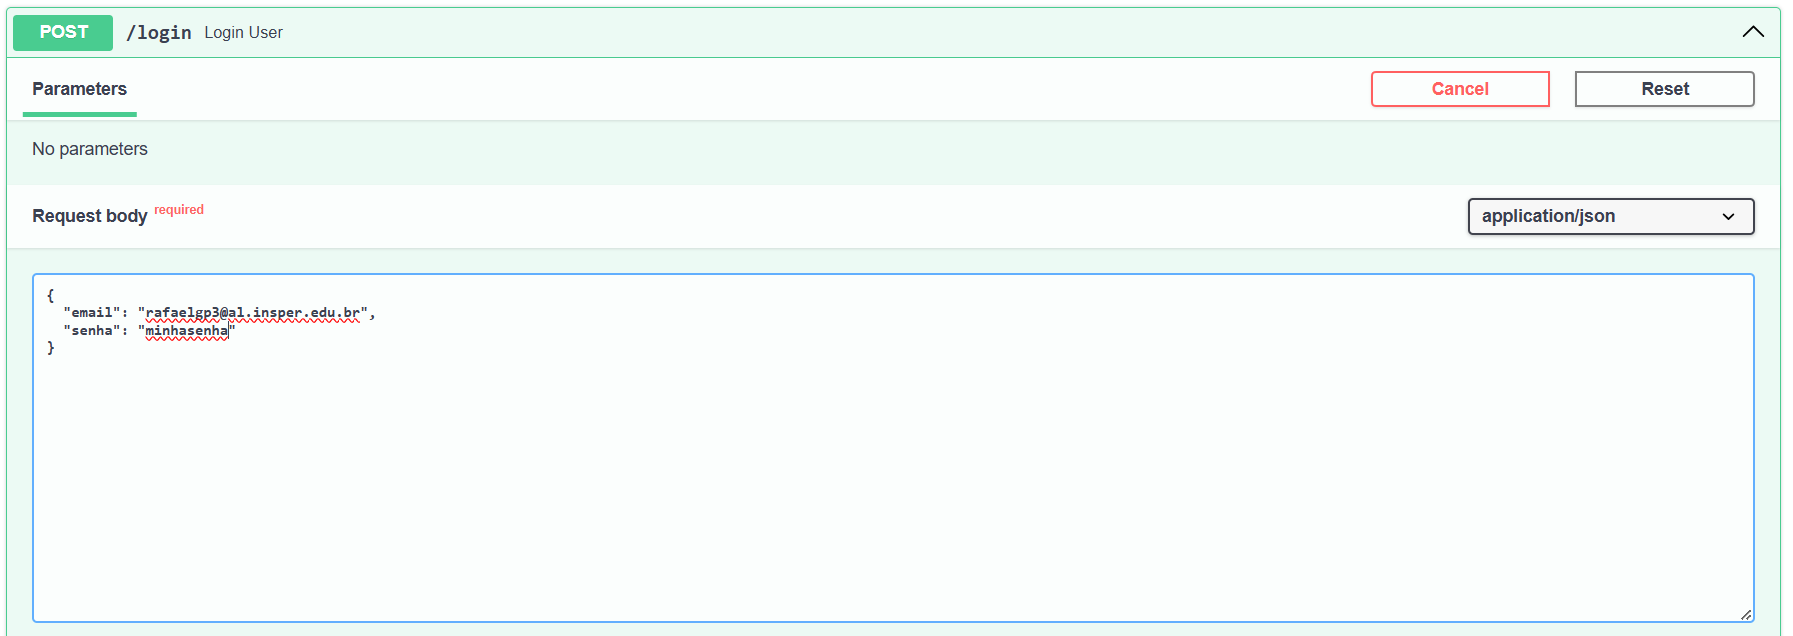 POST /login Login User
Parameters Cancel Reset
No parameters
Request body required application/json
{
"email": "rafaelgp3@al.insper.edu.br",
"senha": "minhasenha"
}